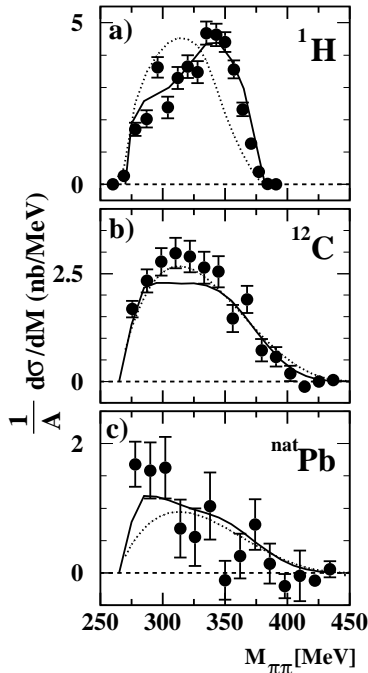 a)
¹H
5
0
b)
¹²C
2.5
0
c)
ⁿᵃᵗPb
2
0
1/A dσ/dM (nb/MeV)
250 300 350 400 450
Mππ[MeV]